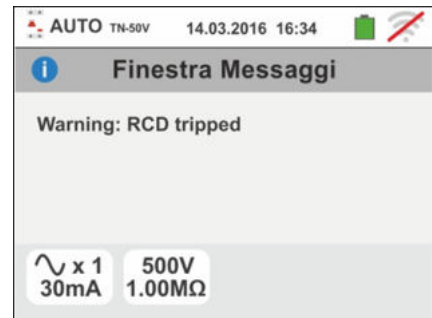 AUTO TN-50V 14.03.2016 16:34
i Finestra Messaggi
Warning: RCD tripped
x 1 500V
30mA 1.00MΩ